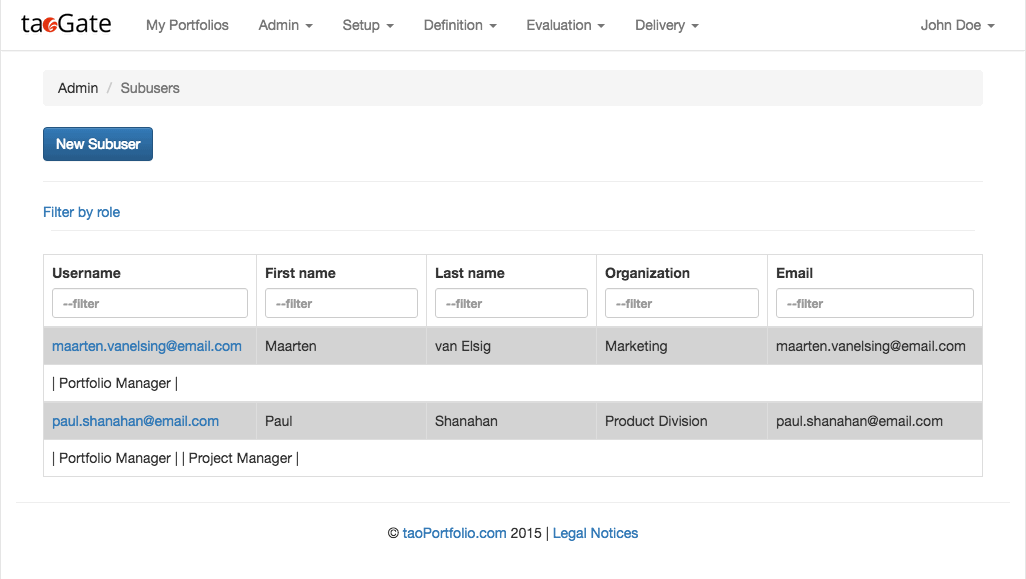 taoGate My Portfolios Admin Setup Definition Evaluation Delivery John Doe
Admin / Subusers
New Subuser
Filter by role
Username First name Last name Organization Email
--filter --filter --filter --filter --filter
maarten.vanelsing@email.com Maarten van Elsig Marketing maarten.vanelsing@email.com
| Portfolio Manager |
paul.shanahan@email.com Paul Shanahan Product Division paul.shanahan@email.com
| Portfolio Manager | | Project Manager |
© taoPortfolio.com 2015 | Legal Notices